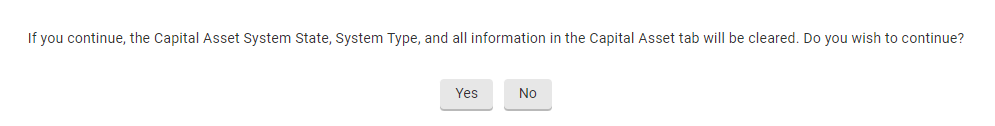 If you continue, the Capital Asset System State, System Type, and all information in the Capital Asset tab will be cleared. Do you wish to continue?
Yes No